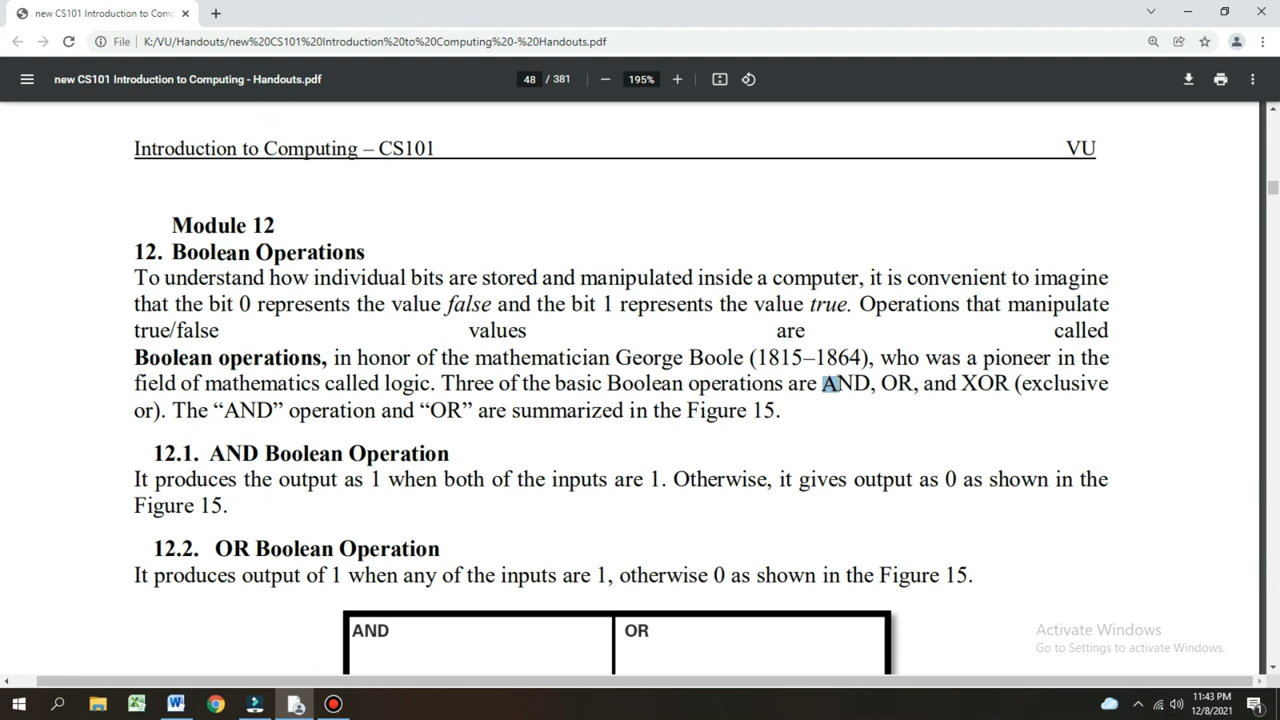 new CS101 Introduction to Comp
File K:/VU/Handouts/new%20CS101%20Introduction%20to%20Computing%20-%20Handouts.pdf
new CS101 Introduction to Computing - Handouts.pdf
48 / 381
195%
Introduction to Computing – CS101 VU
Module 12
12. Boolean Operations
To understand how individual bits are stored and manipulated inside a computer, it is convenient to imagine
that the bit 0 represents the value false and the bit 1 represents the value true. Operations that manipulate
true/false values are called
Boolean operations, in honor of the mathematician George Boole (1815–1864), who was a pioneer in the
field of mathematics called logic. Three of the basic Boolean operations are AND, OR, and XOR (exclusive
or). The “AND” operation and “OR” are summarized in the Figure 15.
12.1. AND Boolean Operation
It produces the output as 1 when both of the inputs are 1. Otherwise, it gives output as 0 as shown in the
Figure 15.
12.2. OR Boolean Operation
It produces output of 1 when any of the inputs are 1, otherwise 0 as shown in the Figure 15.
AND OR
Activate Windows
Go to Settings to activate Windows.
11:43 PM
12/8/2021